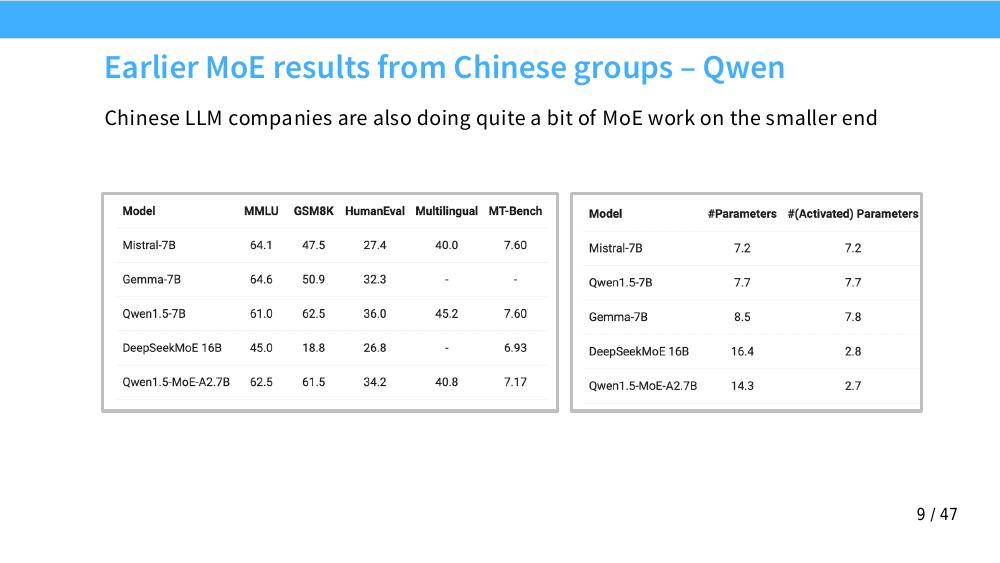 Earlier MoE results from Chinese groups – Qwen
Chinese LLM companies are also doing quite a bit of MoE work on the smaller end
Model MMLU GSM8K HumanEval Multilingual MT-Bench
Mistral-7B 64.1 47.5 27.4 40.0 7.60
Gemma-7B 64.6 50.9 32.3 - -
Qwen1.5-7B 61.0 62.5 36.0 45.2 7.60
DeepSeekMoE 16B 45.0 18.8 26.8 - 6.93
Qwen1.5-MoE-A2.7B 62.5 61.5 34.2 40.8 7.17
Model #Parameters #(Activated) Parameters
Mistral-7B 7.2 7.2
Qwen1.5-7B 7.7 7.7
Gemma-7B 8.5 7.8
DeepSeekMoE 16B 16.4 2.8
Qwen1.5-MoE-A2.7B 14.3 2.7
9 / 47